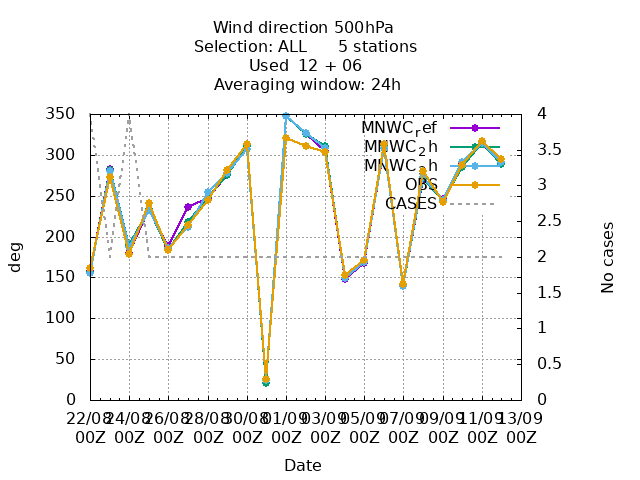 Wind direction 500hPa
Selection: ALL 5 stations
Used 12 + 06
Averaging window: 24h
350
300
250
200
150
100
50
0
deg
4
3.5
3
2.5
2
1.5
1
0.5
0
No cases
MNWC_ref
MNWC_2h
MNWC_h
OBS
CASES
22/08 24/08 26/08 28/08 30/08 01/09 03/09 05/09 07/09 09/09 11/09 13/09
00Z 00Z 00Z 00Z 00Z 00Z 00Z 00Z 00Z 00Z 00Z 00Z
Date